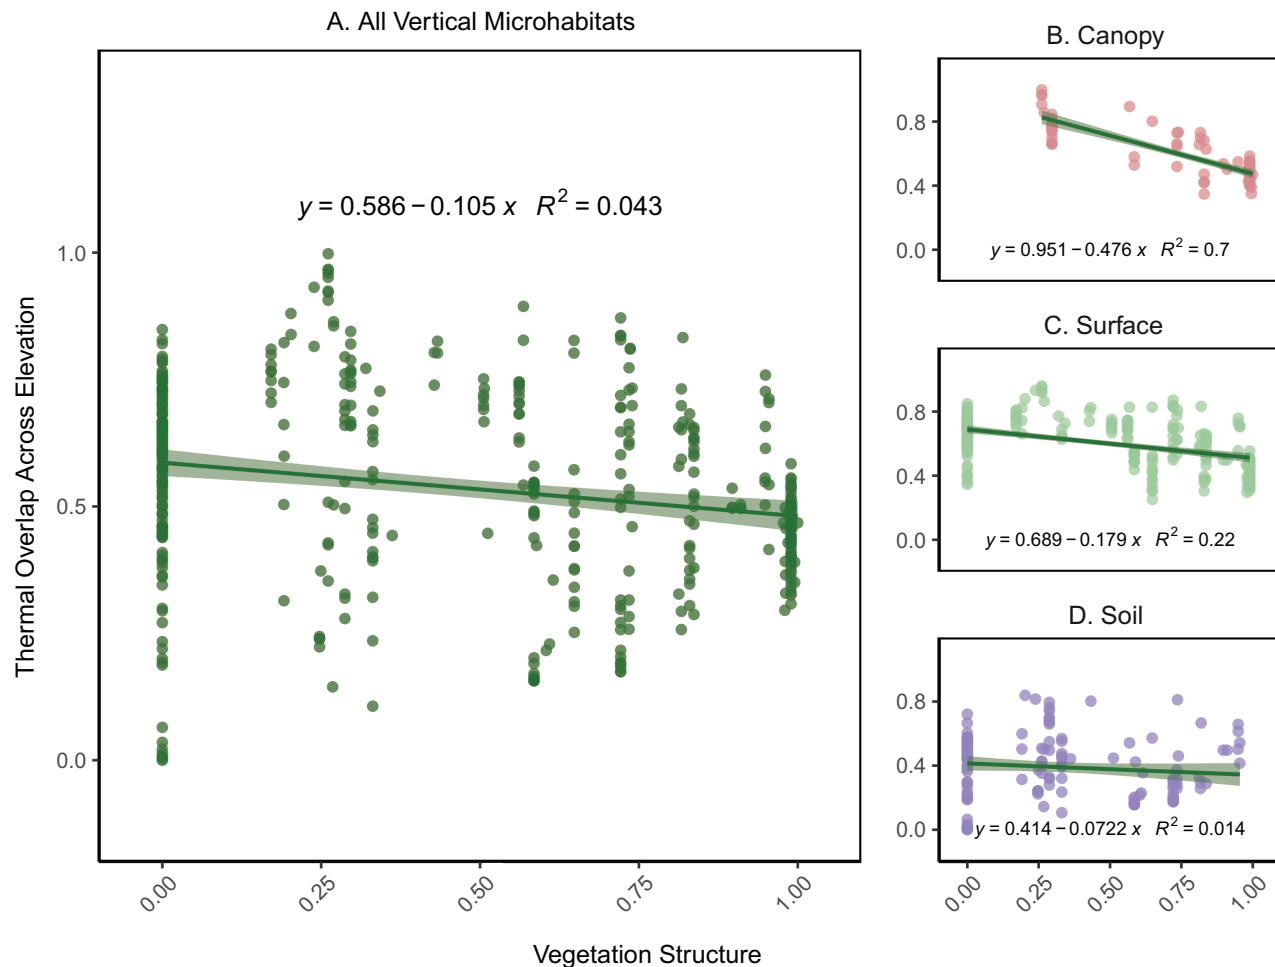 A. All Vertical Microhabitats
y = 0.586 − 0.105 x R² = 0.043
1.0
0.5
0.0
0.00
0.25
0.50
0.75
1.00
Thermal Overlap Across Elevation
Vegetation Structure
B. Canopy
0.8
0.4
0.0
y = 0.951 − 0.476 x R² = 0.7
C. Surface
0.8
0.4
0.0
y = 0.689 − 0.179 x R² = 0.22
D. Soil
0.8
0.4
0.0
y = 0.414 − 0.0722 x R² = 0.014
0.00
0.25
0.50
0.75
1.00